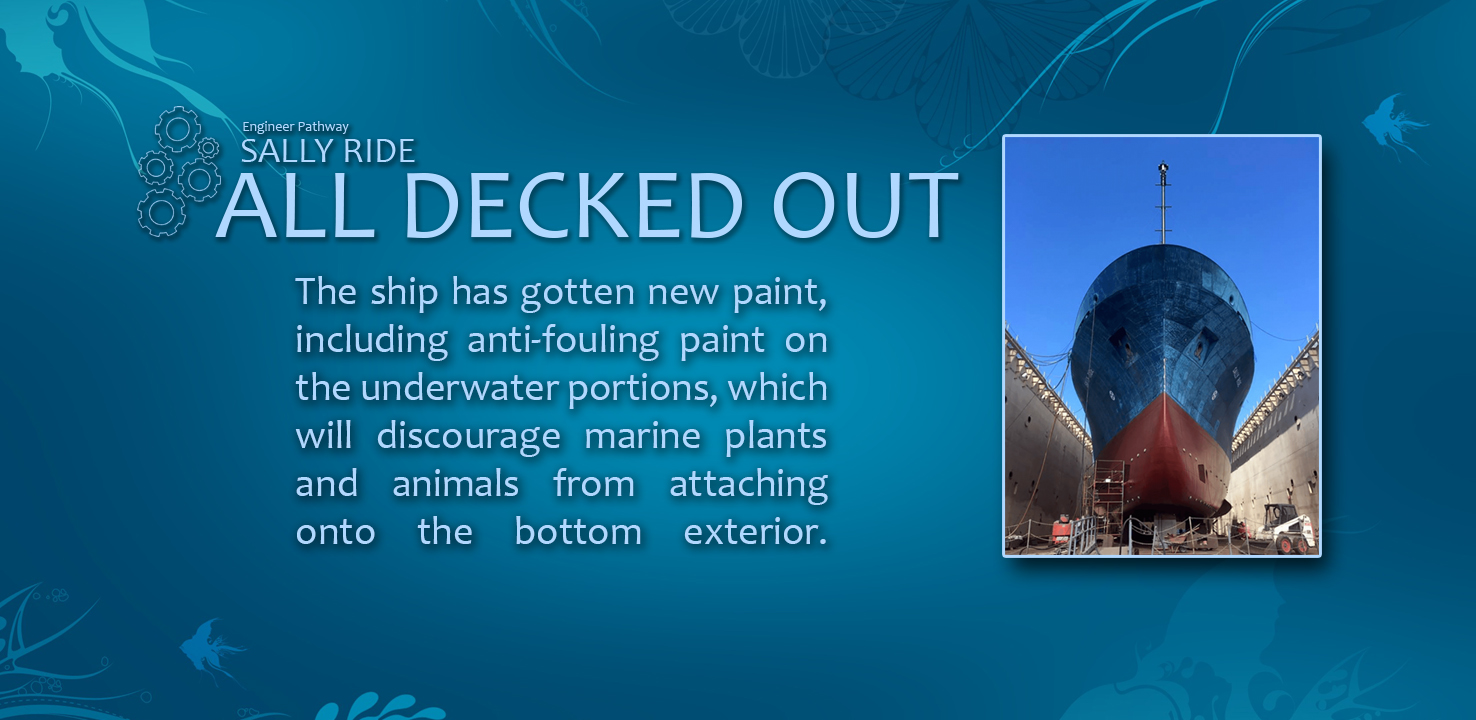 Engineer Pathway
SALLY RIDE
ALL DECKED OUT
The ship has gotten new paint,
including anti-fouling paint on
the underwater portions, which
will discourage marine plants
and animals from attaching
onto the bottom exterior.